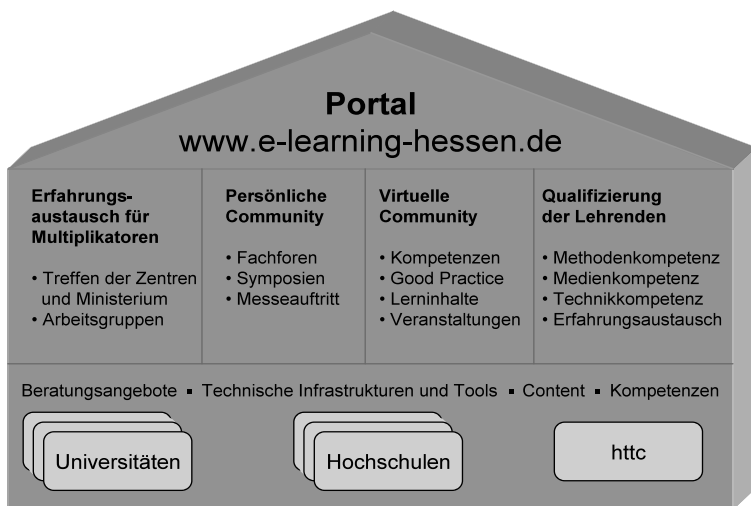 Portal
www.e-learning-hessen.de
Erfahrungs-
austausch für
Multiplikatoren
• Treffen der Zentren
und Ministerium
• Arbeitsgruppen
Persönliche
Community
• Fachforen
• Symposien
• Messeauftritt
Virtuelle
Community
• Kompetenzen
• Good Practice
• Lerninhalte
• Veranstaltungen
Qualifizierung
der Lehrenden
• Methodenkompetenz
• Medienkompetenz
• Technikkompetenz
• Erfahrungsaustausch
Beratungsangebote ▪ Technische Infrastrukturen und Tools ▪ Content ▪ Kompetenzen
Universitäten
Hochschulen
httc